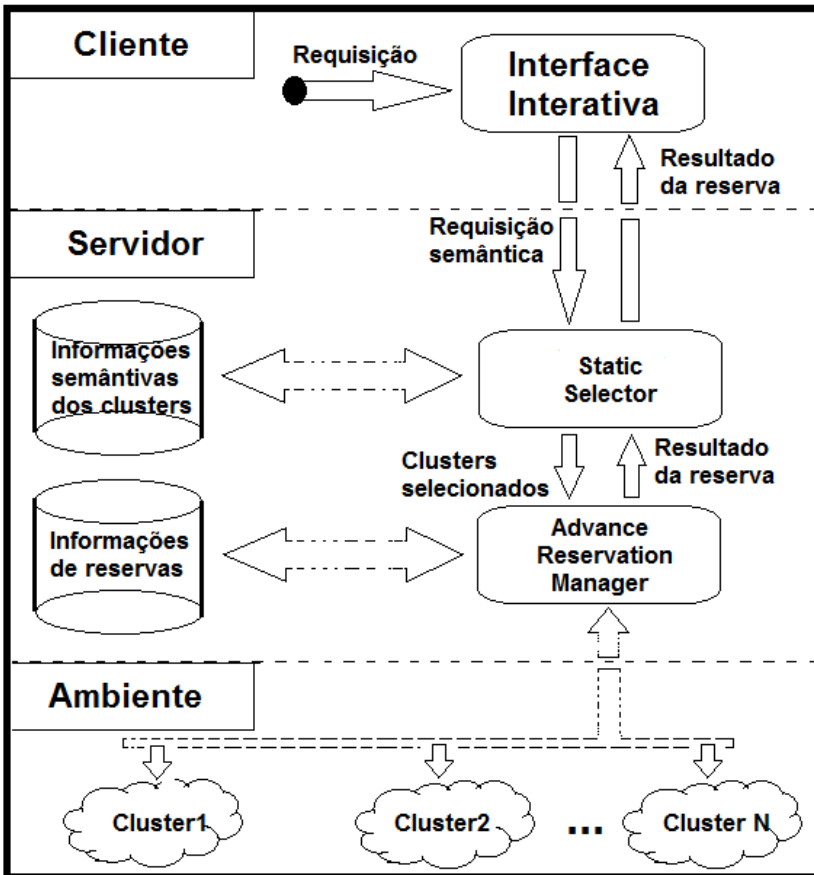 Cliente
Requisição
Interface
Interativa
Resultado
da reserva
Servidor
Requisição
semântica
Informações
semântivas
dos clusters
Static
Selector
Clusters
selecionados
Resultado
da reserva
Informações
de reservas
Advance
Reservation
Manager
Ambiente
Cluster1
Cluster2
...
Cluster N